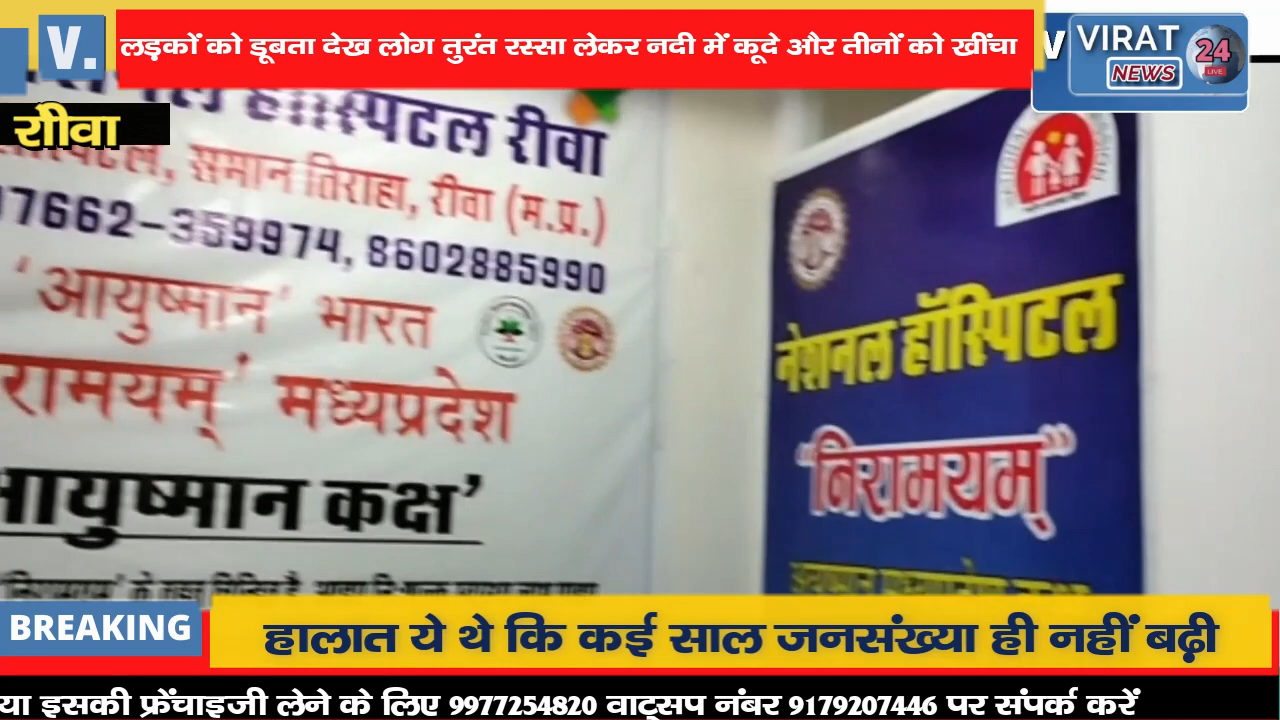 V.
लड़कों को डूबता देख लोग तुरंत रस्सा लेकर नदी में कूदे और तीनों को खींचा
V
VIRAT
24
NEWS
LIVE
रीवा
हॉस्पिटल रीवा
समान तिराहा, रीवा (म.प्र.)
07662-359974, 8602885990
'आयुष्मान' भारत
रामयम्' मध्यप्रदेश
आयुष्मान कक्ष'
नेशनल हॉस्पिटल
"निरामयम्"
BREAKING
हालात ये थे कि कई साल जनसंख्या ही नहीं बढ़ी
या इसकी फ्रेंचाइजी लेने के लिए 9977254820 वाट्सप नंबर 9179207446 पर संपर्क करें